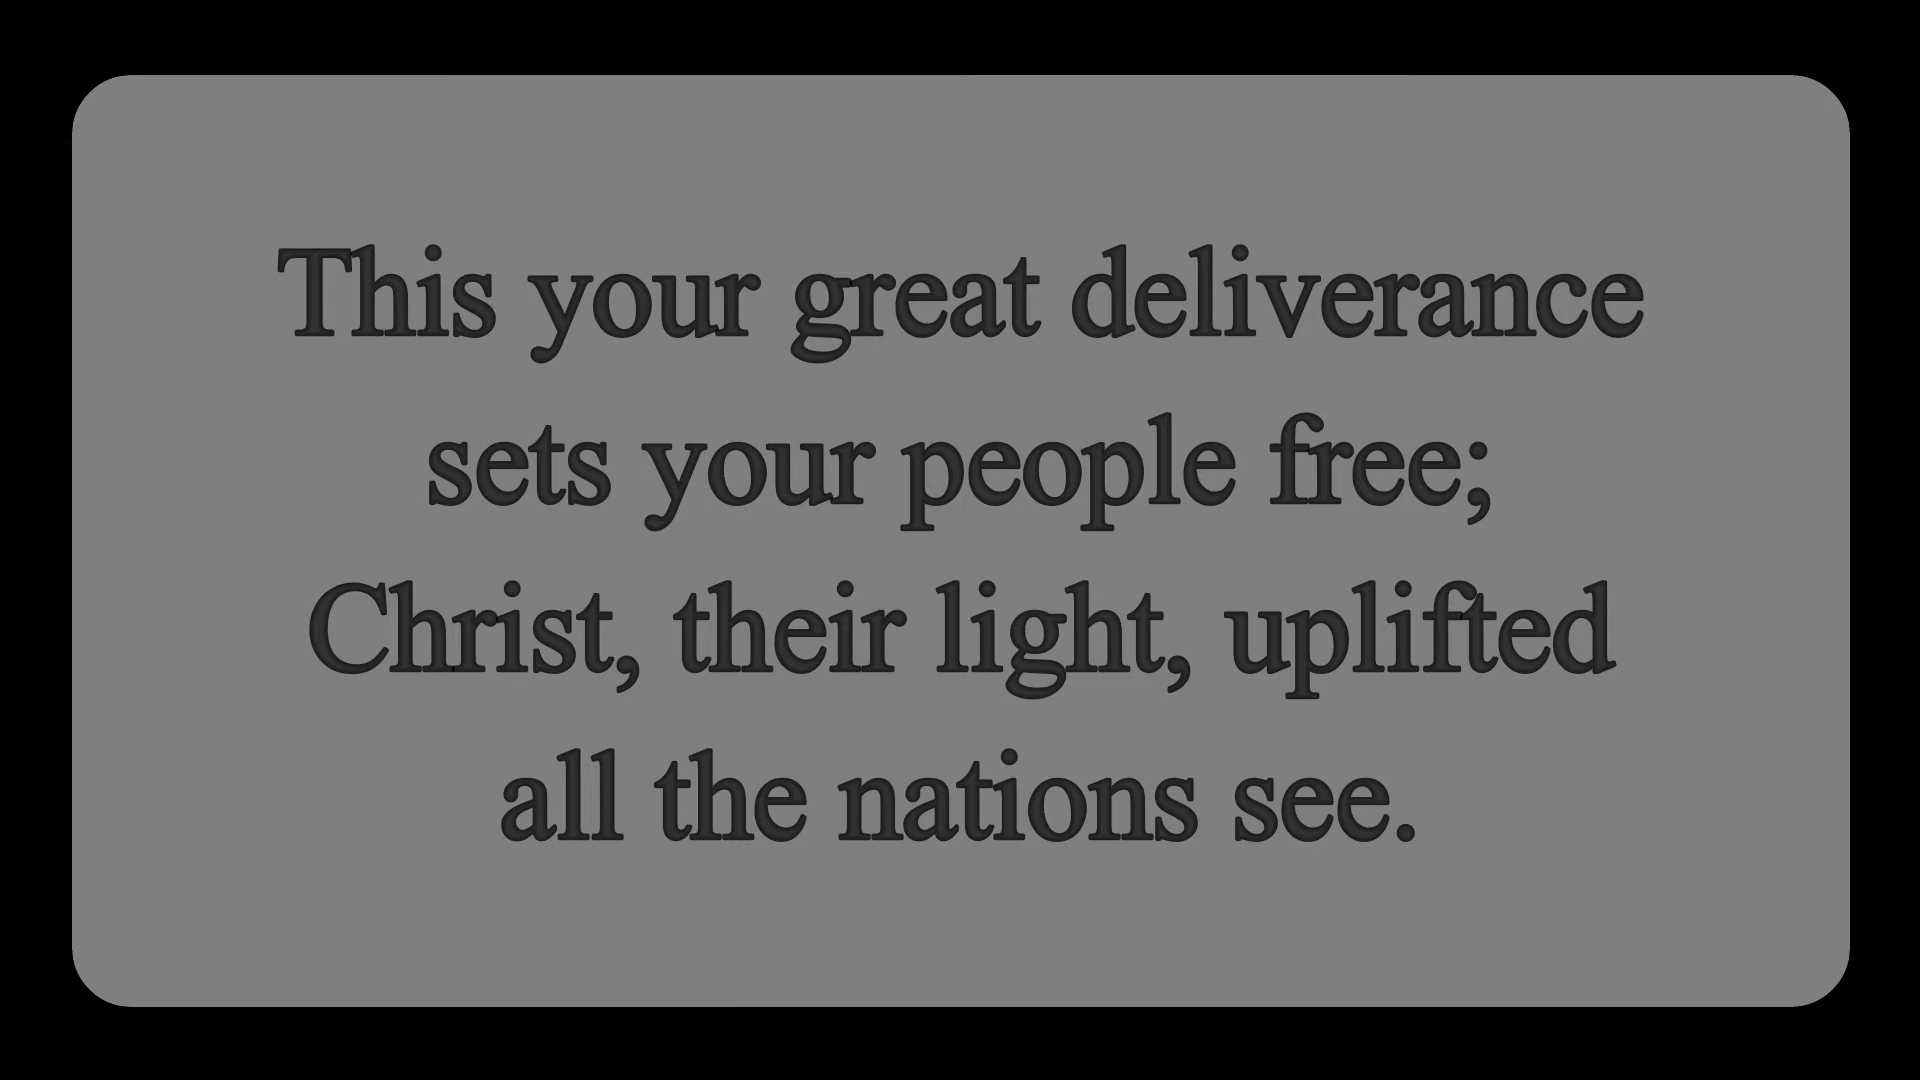 This your great deliverance
sets your people free;
Christ, their light, uplifted
all the nations see.